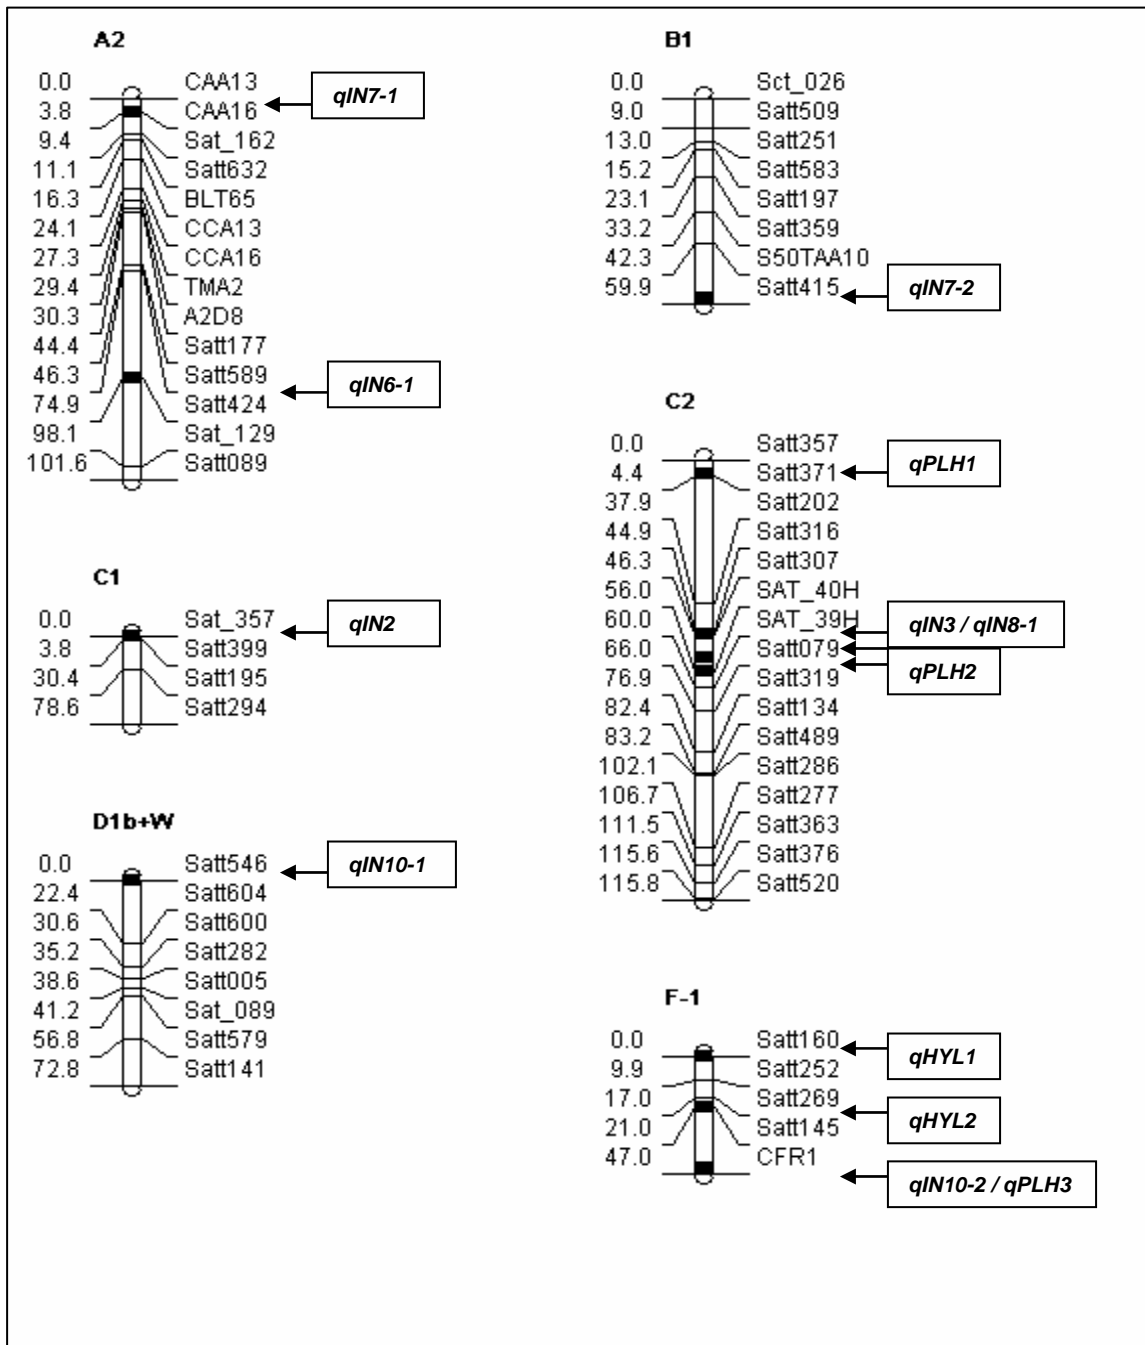 A2
0.0 CAA13
3.8 CAA16
qIN7-1
9.4 Sat_162
11.1 Satt632
16.3 BLT65
24.1 CCA13
27.3 CCA16
29.4 TMA2
30.3 A2D8
44.4 Satt177
46.3 Satt589
qIN6-1
74.9 Satt424
98.1 Sat_129
101.6 Satt089
C1
0.0 Sat_357
qIN2
3.8 Satt399
30.4 Satt195
78.6 Satt294
D1b+W
0.0 Satt546
qIN10-1
22.4 Satt604
30.6 Satt600
35.2 Satt282
38.6 Satt005
41.2 Sat_089
56.8 Satt579
72.8 Satt141
B1
0.0 Sct_026
9.0 Satt509
13.0 Satt251
15.2 Satt583
23.1 Satt197
33.2 Satt359
42.3 S50TAA10
59.9 Satt415
qIN7-2
C2
0.0 Satt357
4.4 Satt371
qPLH1
37.9 Satt202
44.9 Satt316
46.3 Satt307
56.0 SAT_40H
60.0 SAT_39H
qIN3 / qIN8-1
66.0 Satt079
qPLH2
76.9 Satt319
82.4 Satt134
83.2 Satt489
102.1 Satt286
106.7 Satt277
111.5 Satt363
115.6 Satt376
115.8 Satt520
F-1
0.0 Satt160
qHYL1
9.9 Satt252
17.0 Satt269
qHYL2
21.0 Satt145
47.0 CFR1
qIN10-2 / qPLH3